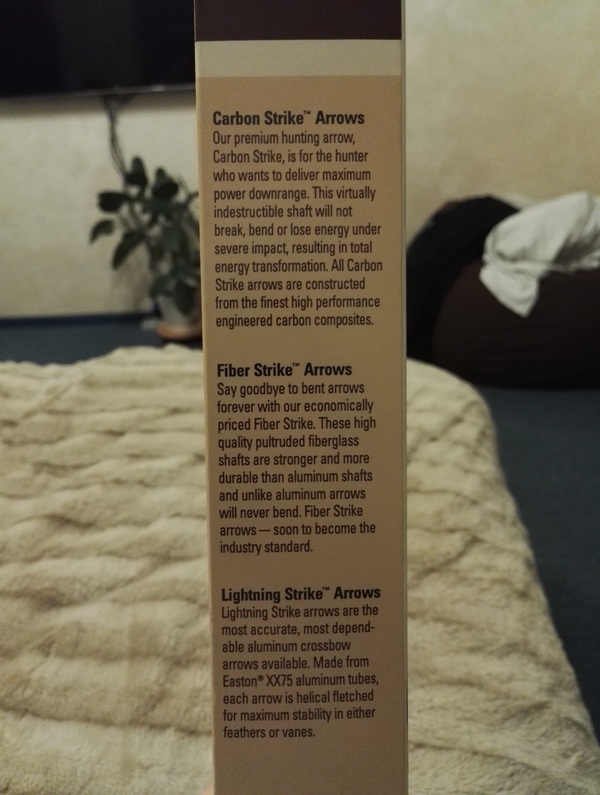 Carbon Strike™ Arrows
Our premium hunting arrow,
Carbon Strike, is for the hunter
who wants to deliver maximum
power downrange. This virtually
indestructible shaft will not
break, bend or lose energy under
severe impact, resulting in total
energy transformation. All Carbon
Strike arrows are constructed
from the finest high performance
engineered carbon composites.
Fiber Strike™ Arrows
Say goodbye to bent arrows
forever with our economically
priced Fiber Strike. These high
quality pultruded fiberglass
shafts are stronger and more
durable than aluminum shafts
and unlike aluminum arrows
will never bend. Fiber Strike
arrows — soon to become the
industry standard.
Lightning Strike™ Arrows
Lightning Strike arrows are the
most accurate, most depend-
able aluminum crossbow
arrows available. Made from
Easton® XX75 aluminum tubes,
each arrow is helical fletched
for maximum stability in either
feathers or vanes.